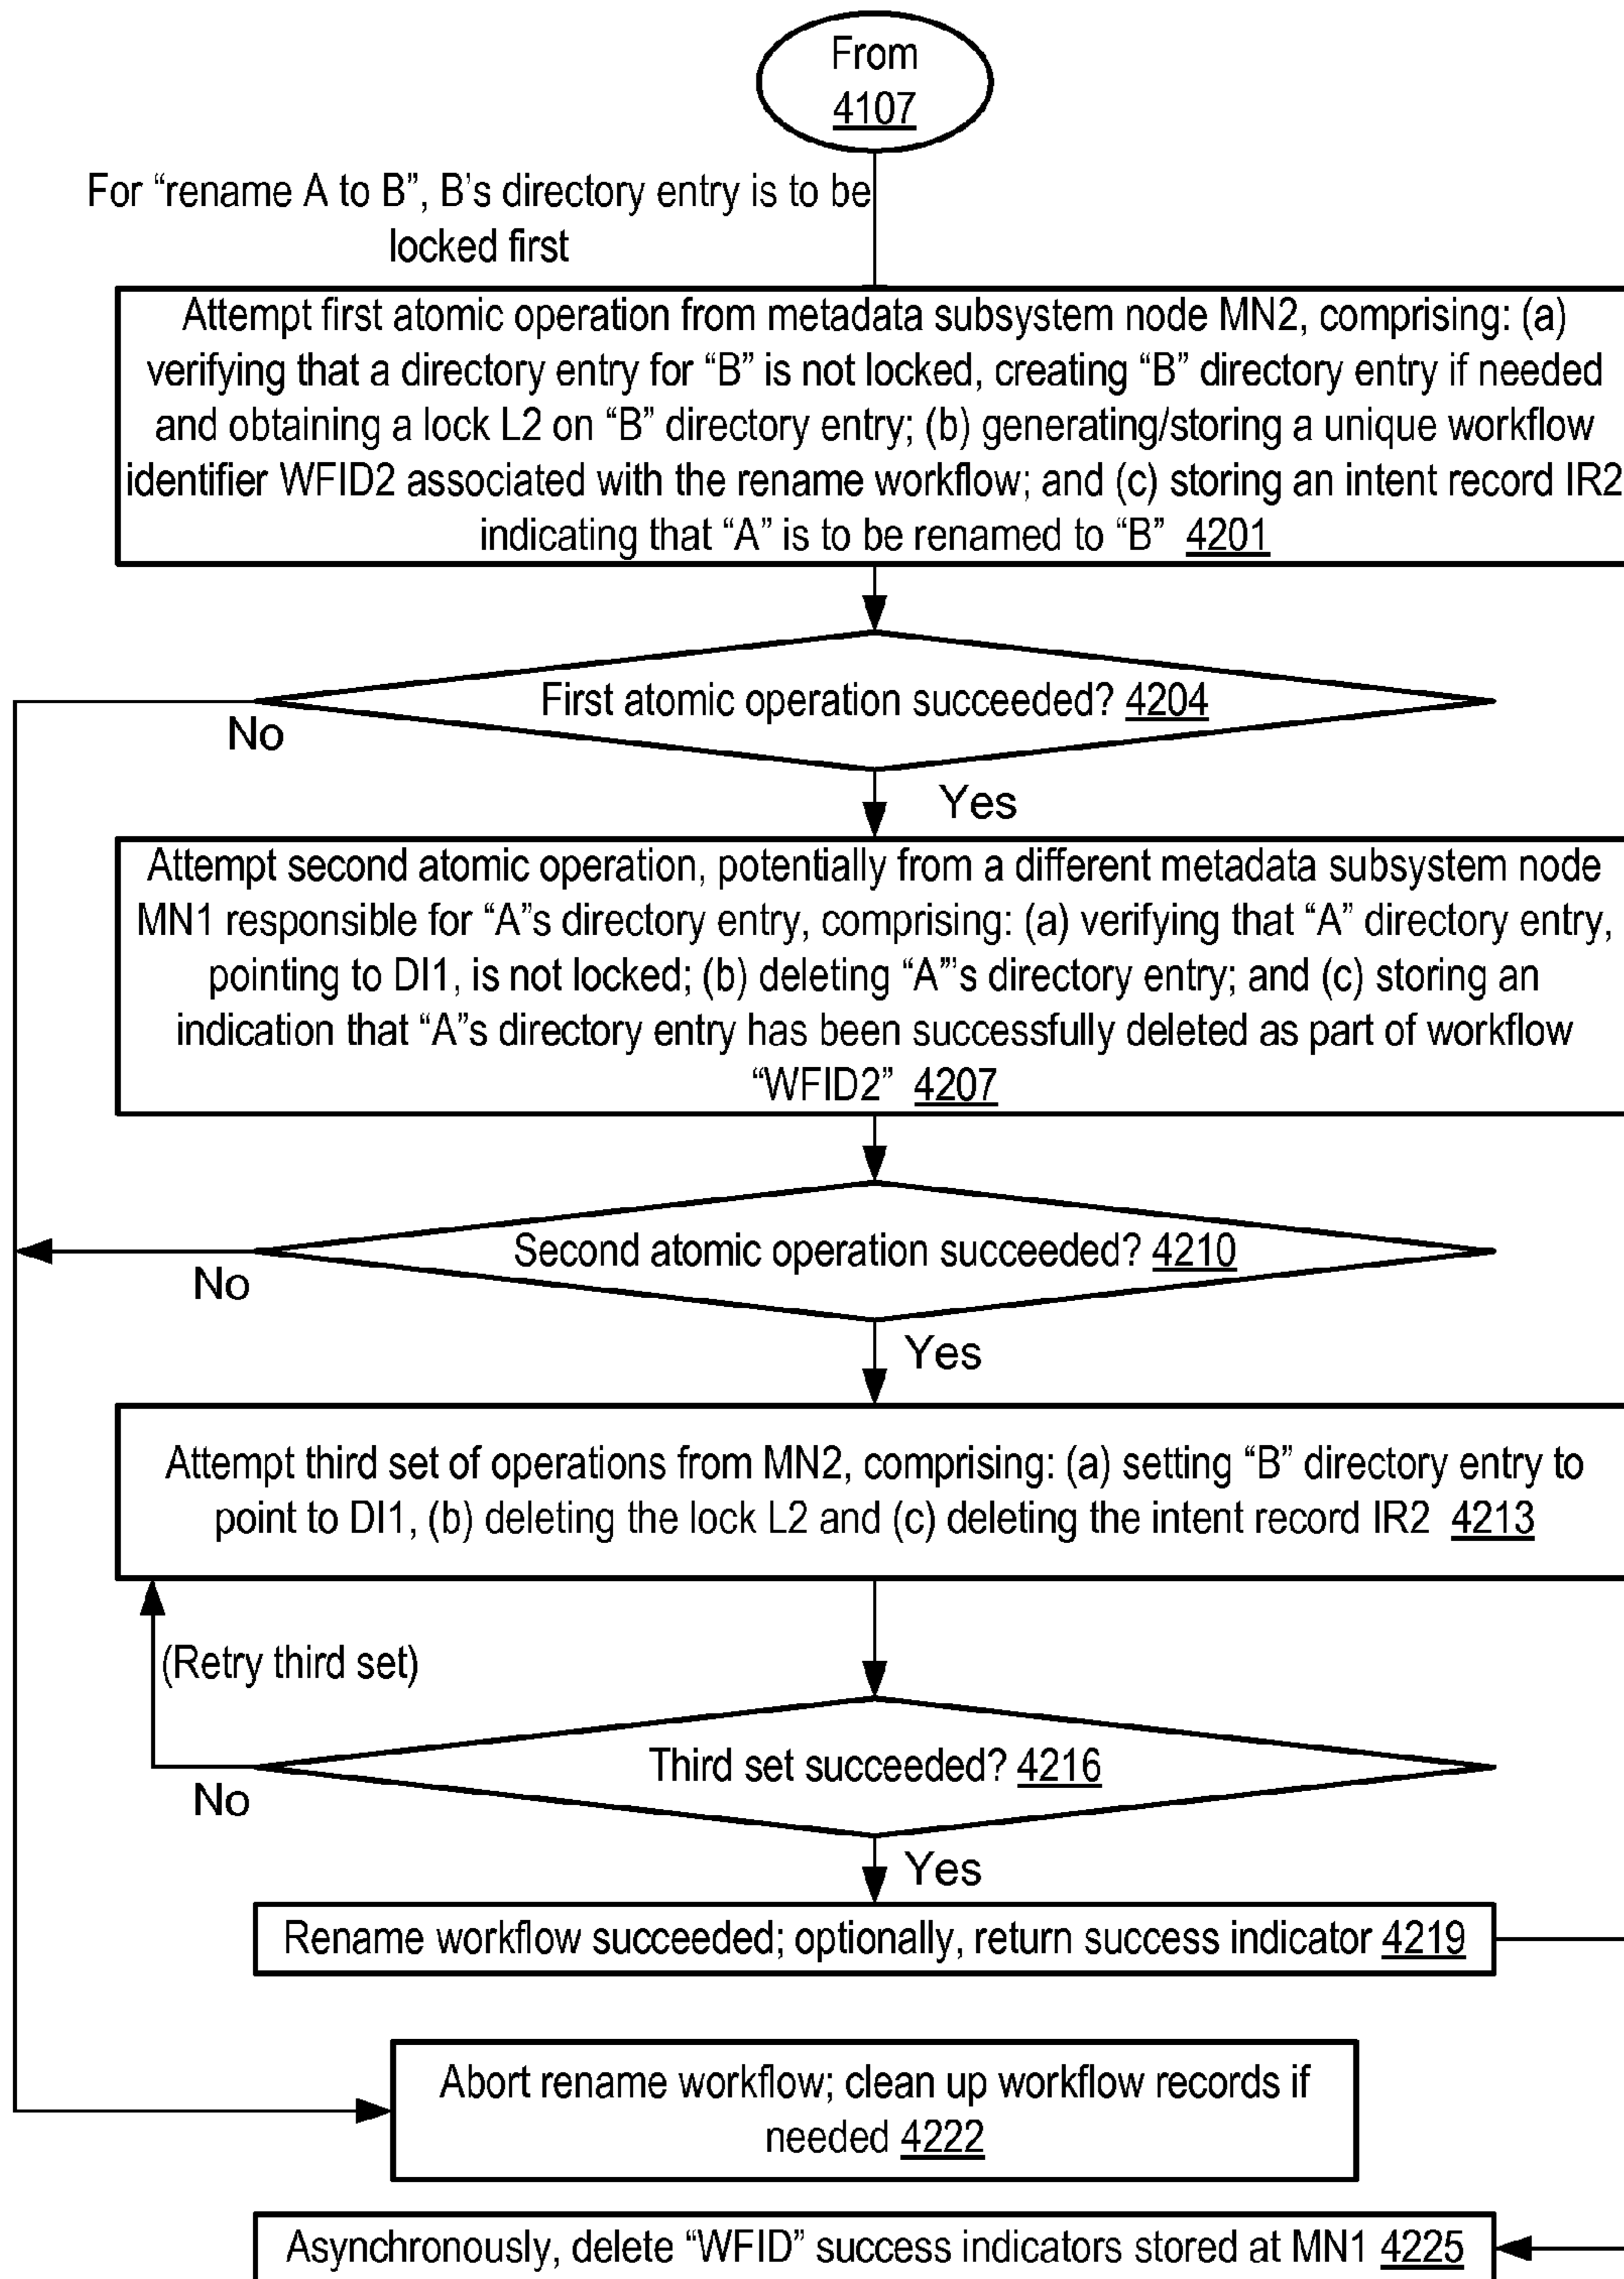 From
4107
For “rename A to B”, B’s directory entry is to be
locked first
Attempt first atomic operation from metadata subsystem node MN2, comprising: (a)
verifying that a directory entry for “B” is not locked, creating “B” directory entry if needed
and obtaining a lock L2 on “B” directory entry; (b) generating/storing a unique workflow
identifier WFID2 associated with the rename workflow; and (c) storing an intent record IR2
indicating that “A” is to be renamed to “B” 4201
First atomic operation succeeded? 4204
No
Yes
Attempt second atomic operation, potentially from a different metadata subsystem node
MN1 responsible for “A”s directory entry, comprising: (a) verifying that “A” directory entry,
pointing to DI1, is not locked; (b) deleting “A”’s directory entry; and (c) storing an
indication that “A”s directory entry has been successfully deleted as part of workflow
“WFID2” 4207
Second atomic operation succeeded? 4210
No
Yes
Attempt third set of operations from MN2, comprising: (a) setting “B” directory entry to
point to DI1, (b) deleting the lock L2 and (c) deleting the intent record IR2 4213
(Retry third set)
Third set succeeded? 4216
No
Yes
Rename workflow succeeded; optionally, return success indicator 4219
Abort rename workflow; clean up workflow records if
needed 4222
Asynchronously, delete “WFID” success indicators stored at MN1 4225